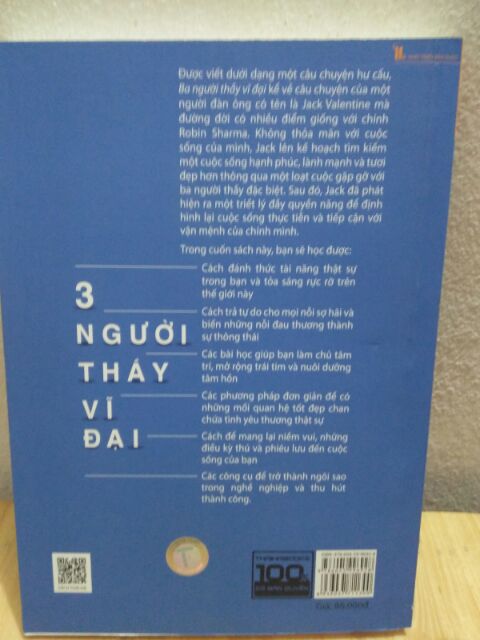 Được viết dưới dạng một câu chuyện hư cấu,
Ba người thầy vĩ đại kể về câu chuyện của một
người đàn ông có tên là Jack Valentine mà
đường đời có nhiều điểm giống với chính
Robin Sharma. Không thỏa mãn với cuộc
sống của mình, Jack lên kế hoạch tìm kiếm
một cuộc sống hạnh phúc, lành mạnh và tươi
đẹp hơn thông qua một loạt cuộc gặp gỡ với
ba người thầy đặc biệt. Sau đó, Jack đã phát
hiện ra một triết lý đầy quyền năng để định
hình lại cuộc sống thực tiễn và tiếp cận với
vận mệnh của chính mình.
Trong cuốn sách này, bạn sẽ học được:
3
NGƯỜI
THẦY
VĨ
ĐẠI
Cách đánh thức tài năng thật sự
trong bạn và tỏa sáng rực rỡ trên
thế giới này
Cách trả tự do cho mọi nỗi sợ hãi và
biến những nỗi đau thương thành
sự thông thái
Các bài học giúp bạn làm chủ tâm
trí, mở rộng trái tim và nuôi dưỡng
tâm hồn
Các phương pháp đơn giản để có
những mối quan hệ tốt đẹp chan
chứa tình yêu thương thật sự
Cách để mang lại niềm vui, những
điều kỳ thú và phiêu lưu đến cuộc
sống của bạn
Các công cụ để trở thành ngôi sao
trong nghề nghiệp và thu hút
thành công.
THAIHABOOKS
100%